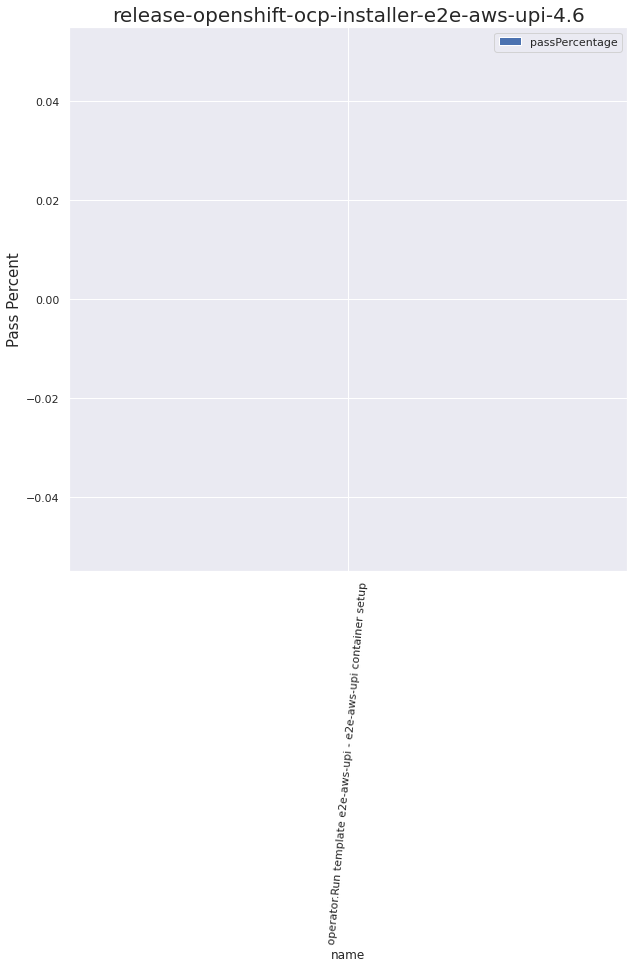 release-openshift-ocp-installer-e2e-aws-upi-4.6
passPercentage
0.04
0.02
0.00
−0.02
−0.04
Pass Percent
operator.Run template e2e-aws-upi - e2e-aws-upi container setup
name